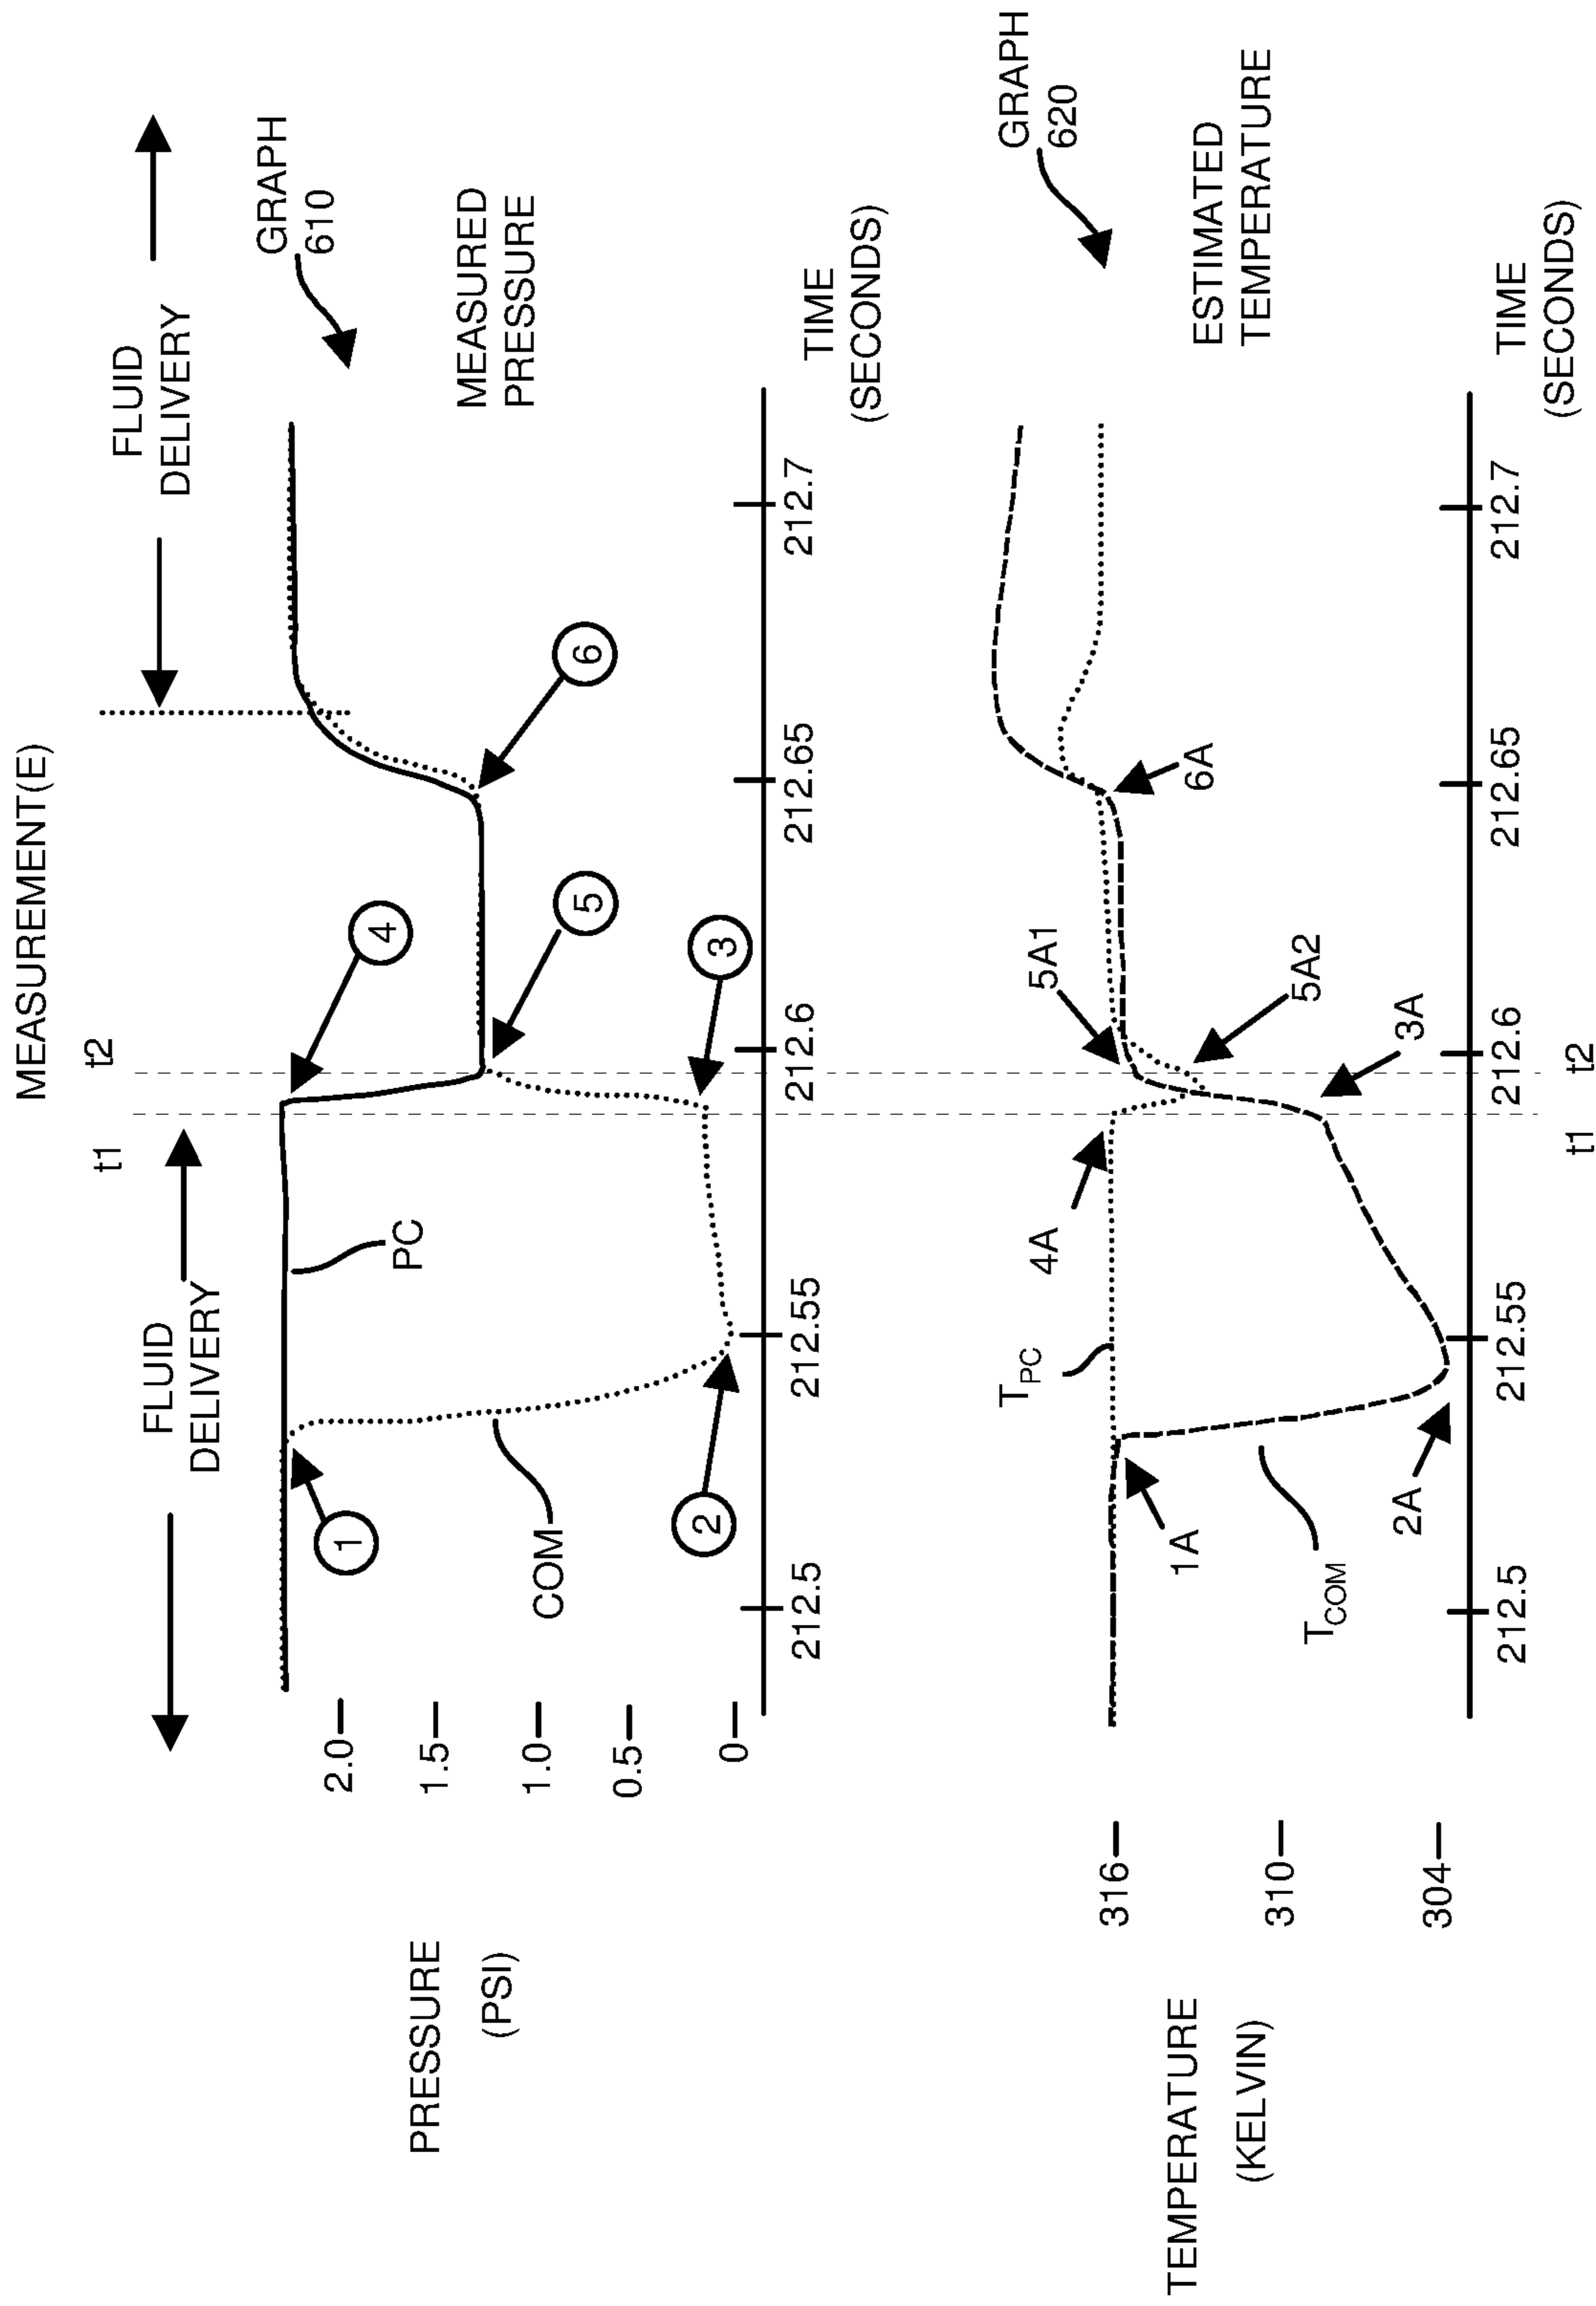 MEASUREMENT(E)
t1
t2
FLUID
DELIVERY
FLUID
DELIVERY
GRAPH
610
1
4
PRESSURE
(PSI)
2.0
1.5
1.0
0.5
0
PC
COM
2
3
5
6
MEASURED
PRESSURE
212.5
212.55
212.6
212.65
212.7
TIME
(SECONDS)
GRAPH
620
TEMPERATURE
(KELVIN)
316
310
304
TPC
4A
5A1
1A
6A
TCOM
2A
5A2
3A
ESTIMATED
TEMPERATURE
212.5
212.55
212.6
212.65
212.7
TIME
(SECONDS)
t1
t2